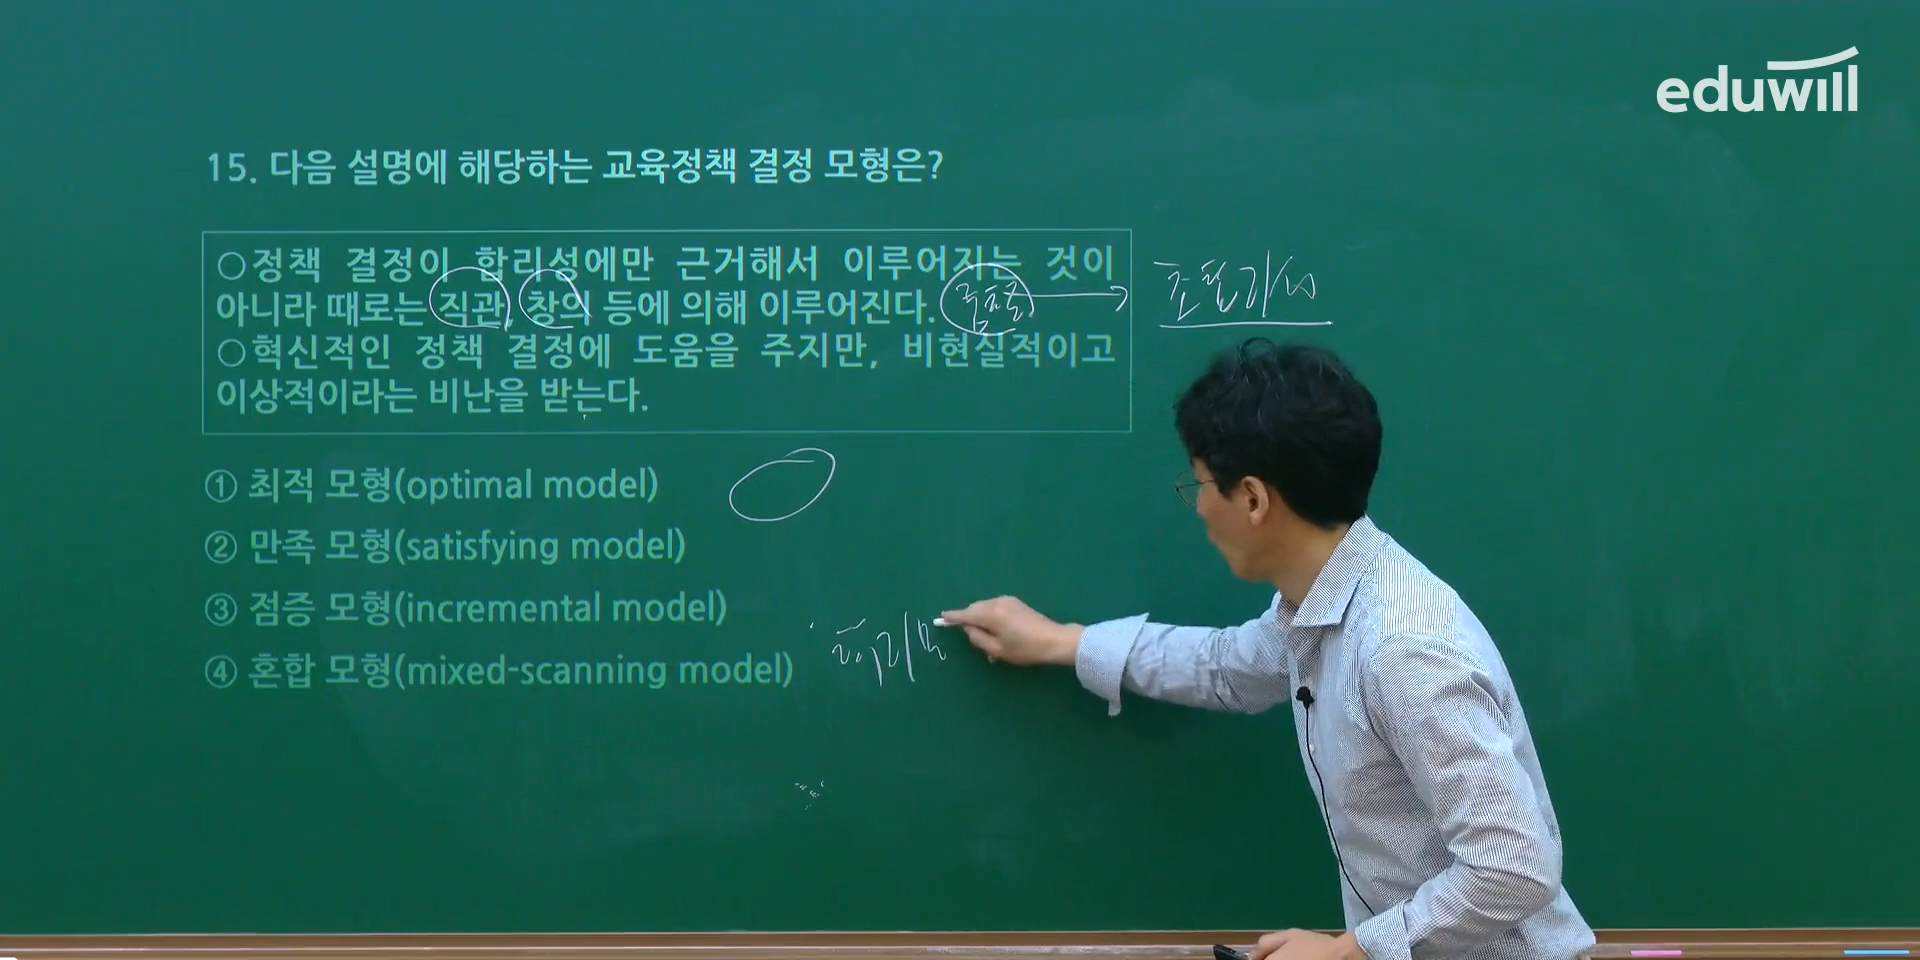 eduwill
15. 다음 설명에 해당하는 교육정책 결정 모형은?
○정책 결정이 합리성에만 근거해서 이루어지는 것이
아니라 때로는 직관, 창의 등에 의해 이루어진다.
초합리성
○혁신적인 정책 결정에 도움을 주지만, 비현실적이고
이상적이라는 비난을 받는다.
① 최적 모형(optimal model)
② 만족 모형(satisfying model)
③ 점증 모형(incremental model)
④ 혼합 모형(mixed-scanning model)